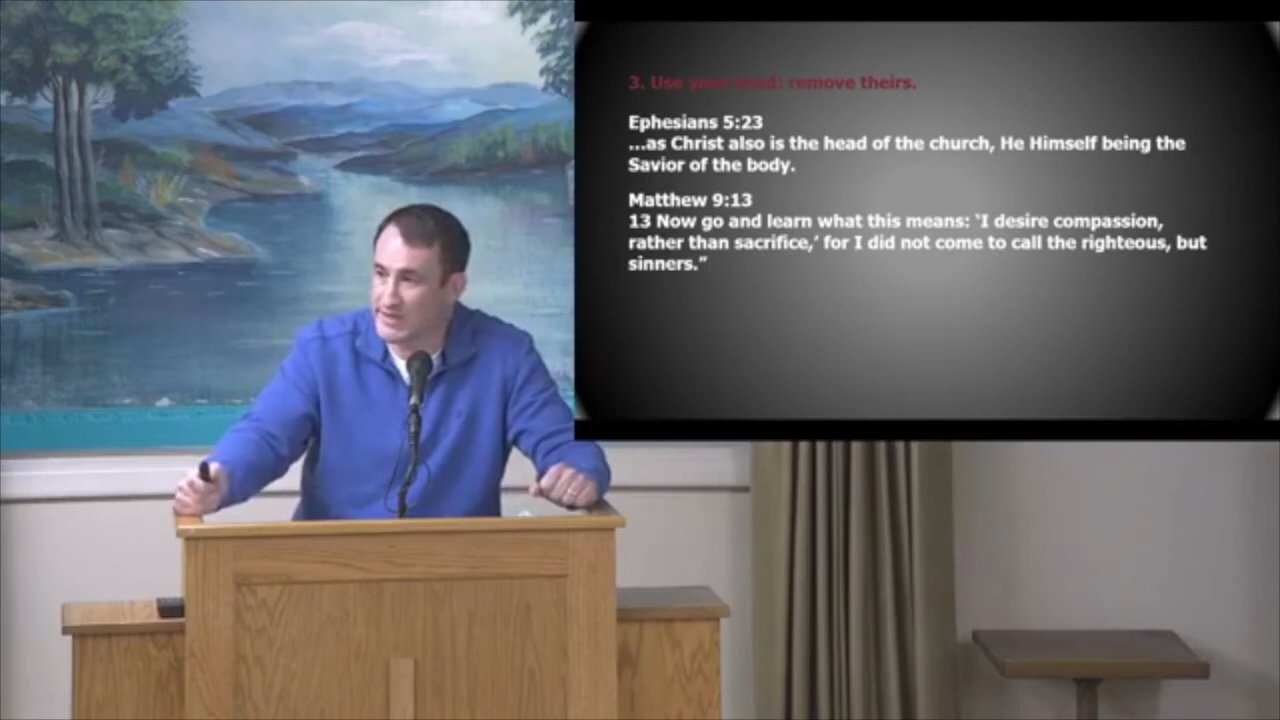 3. Use your head: remove theirs.
Ephesians 5:23
...as Christ also is the head of the church, He Himself being the
Savior of the body.
Matthew 9:13
13 Now go and learn what this means: ‘I desire compassion,
rather than sacrifice,’ for I did not come to call the righteous, but
sinners.”